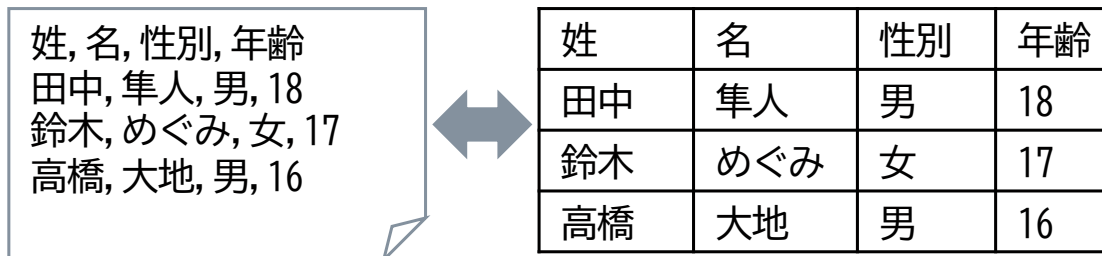 姓,名,性別,年齢
田中,隼人,男,18
鈴木,めぐみ,女,17
高橋,大地,男,16
姓 名 性別 年齢
田中 隼人 男 18
鈴木 めぐみ 女 17
高橋 大地 男 16